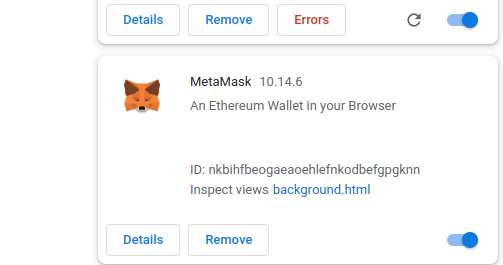 Details Remove Errors
MetaMask 10.14.6
An Ethereum Wallet in your Browser
ID: nkbihfbeogaeaoehlefnkodbefgpgknn
Inspect views background.html
Details Remove